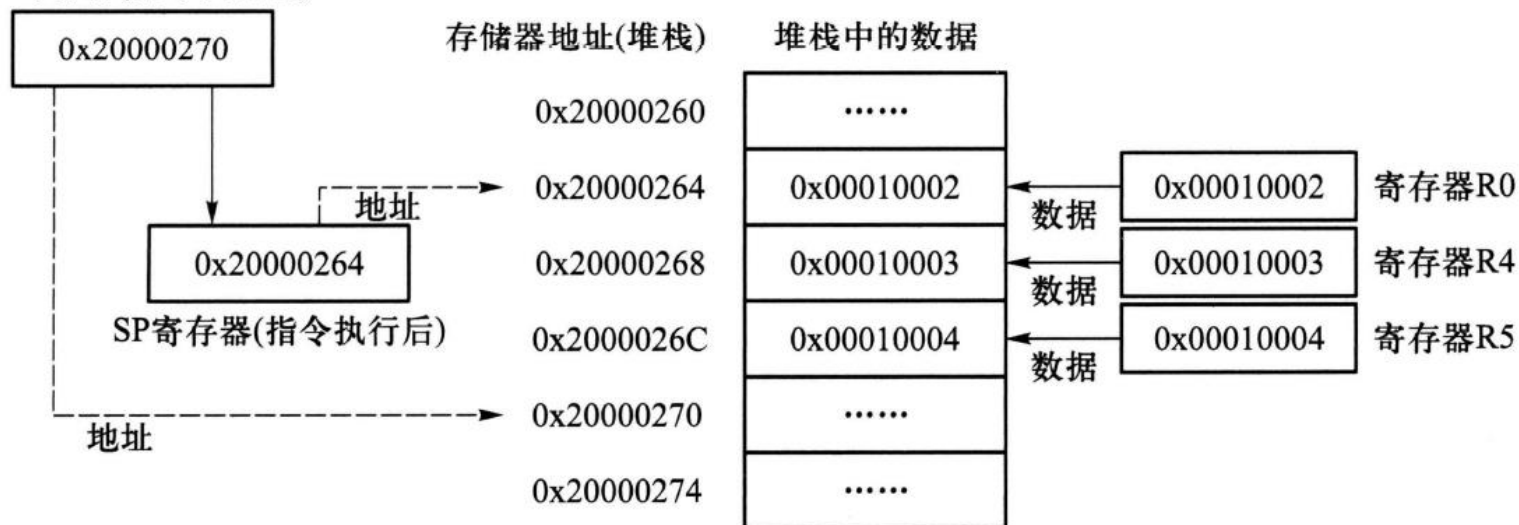 0x20000270
存储器地址(堆栈) 堆栈中的数据
0x20000260 ……
0x20000264 0x00010002 0x00010002 寄存器R0
地址 数据
0x20000264 0x20000268 0x00010003 0x00010003 寄存器R4
数据
SP寄存器(指令执行后) 0x2000026C 0x00010004 0x00010004 寄存器R5
数据
0x20000270 ……
地址
0x20000274 ……